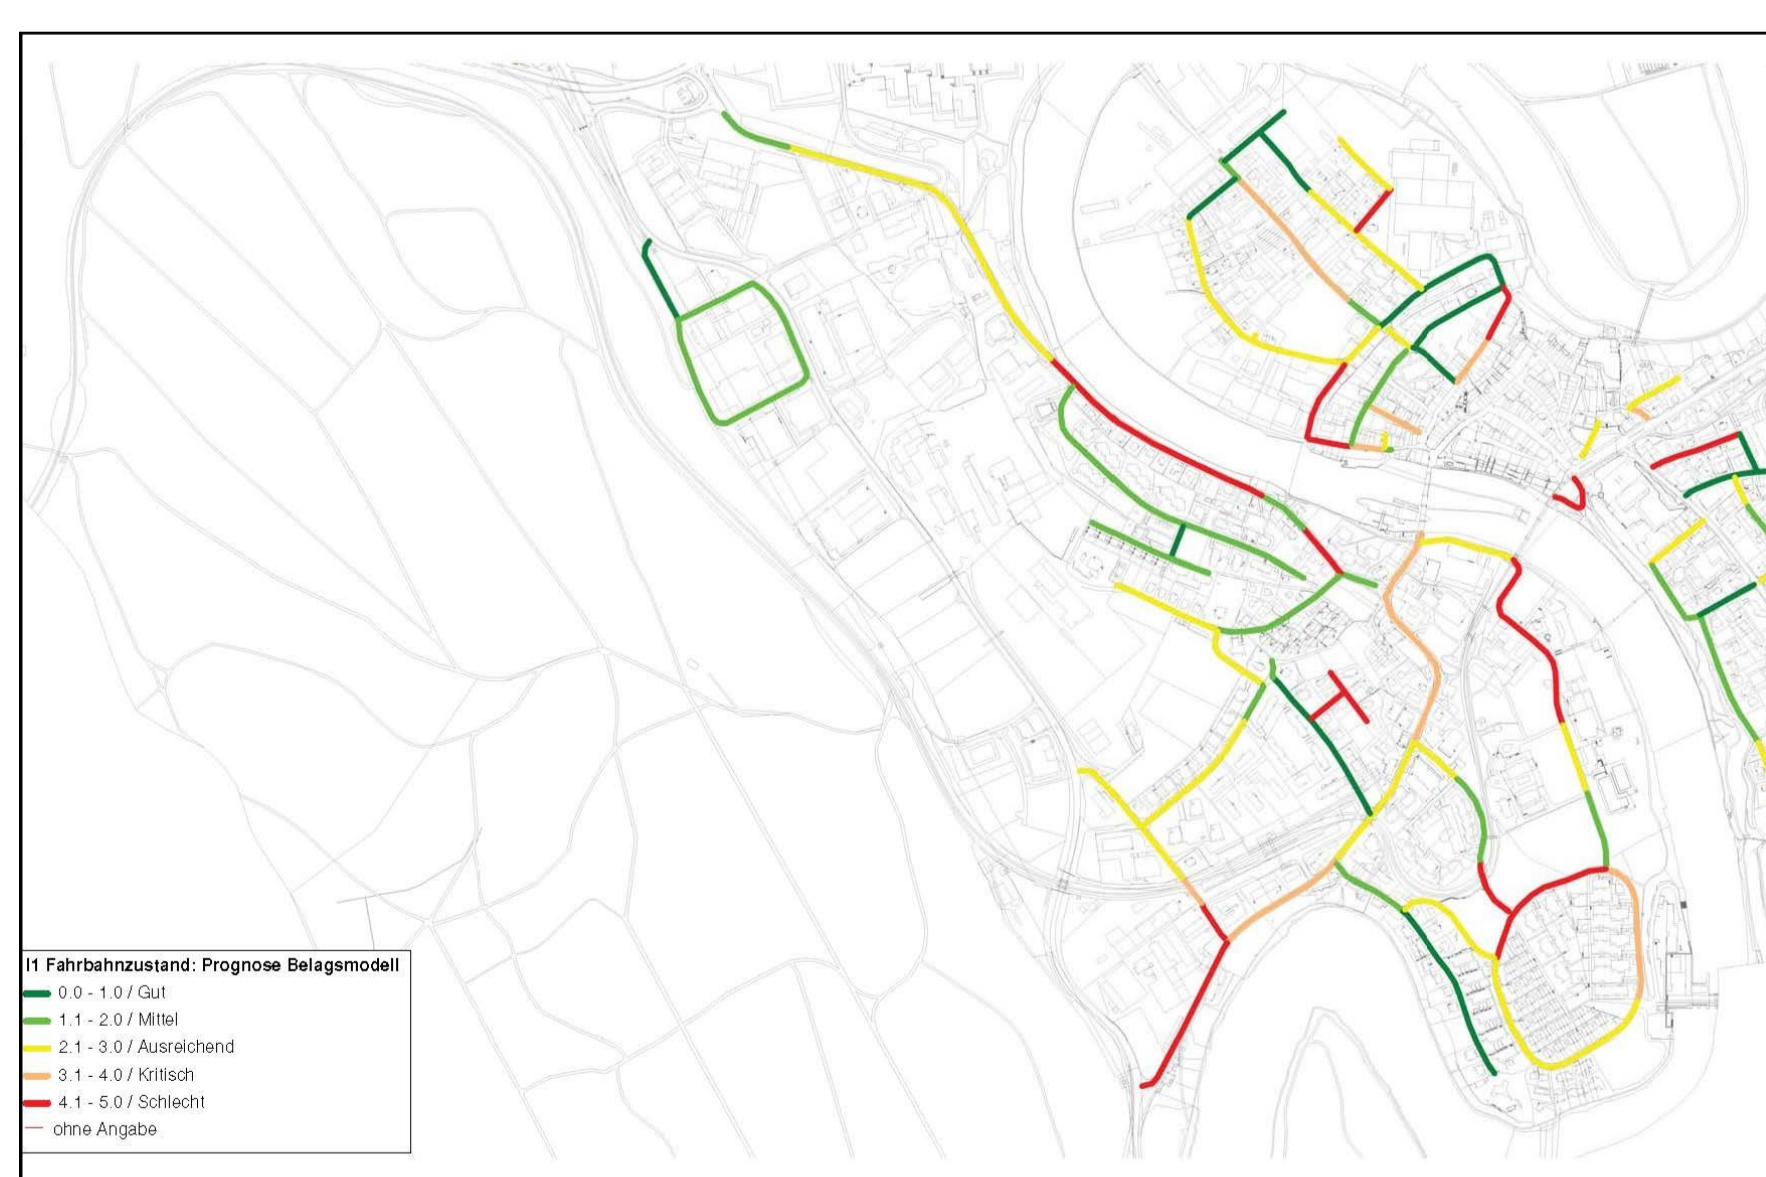 I1 Fahrbahnzustand: Prognose Belagsmodell
0.0 - 1.0 / Gut
1.1 - 2.0 / Mittel
2.1 - 3.0 / Ausreichend
3.1 - 4.0 / Kritisch
4.1 - 5.0 / Schlecht
ohne Angabe